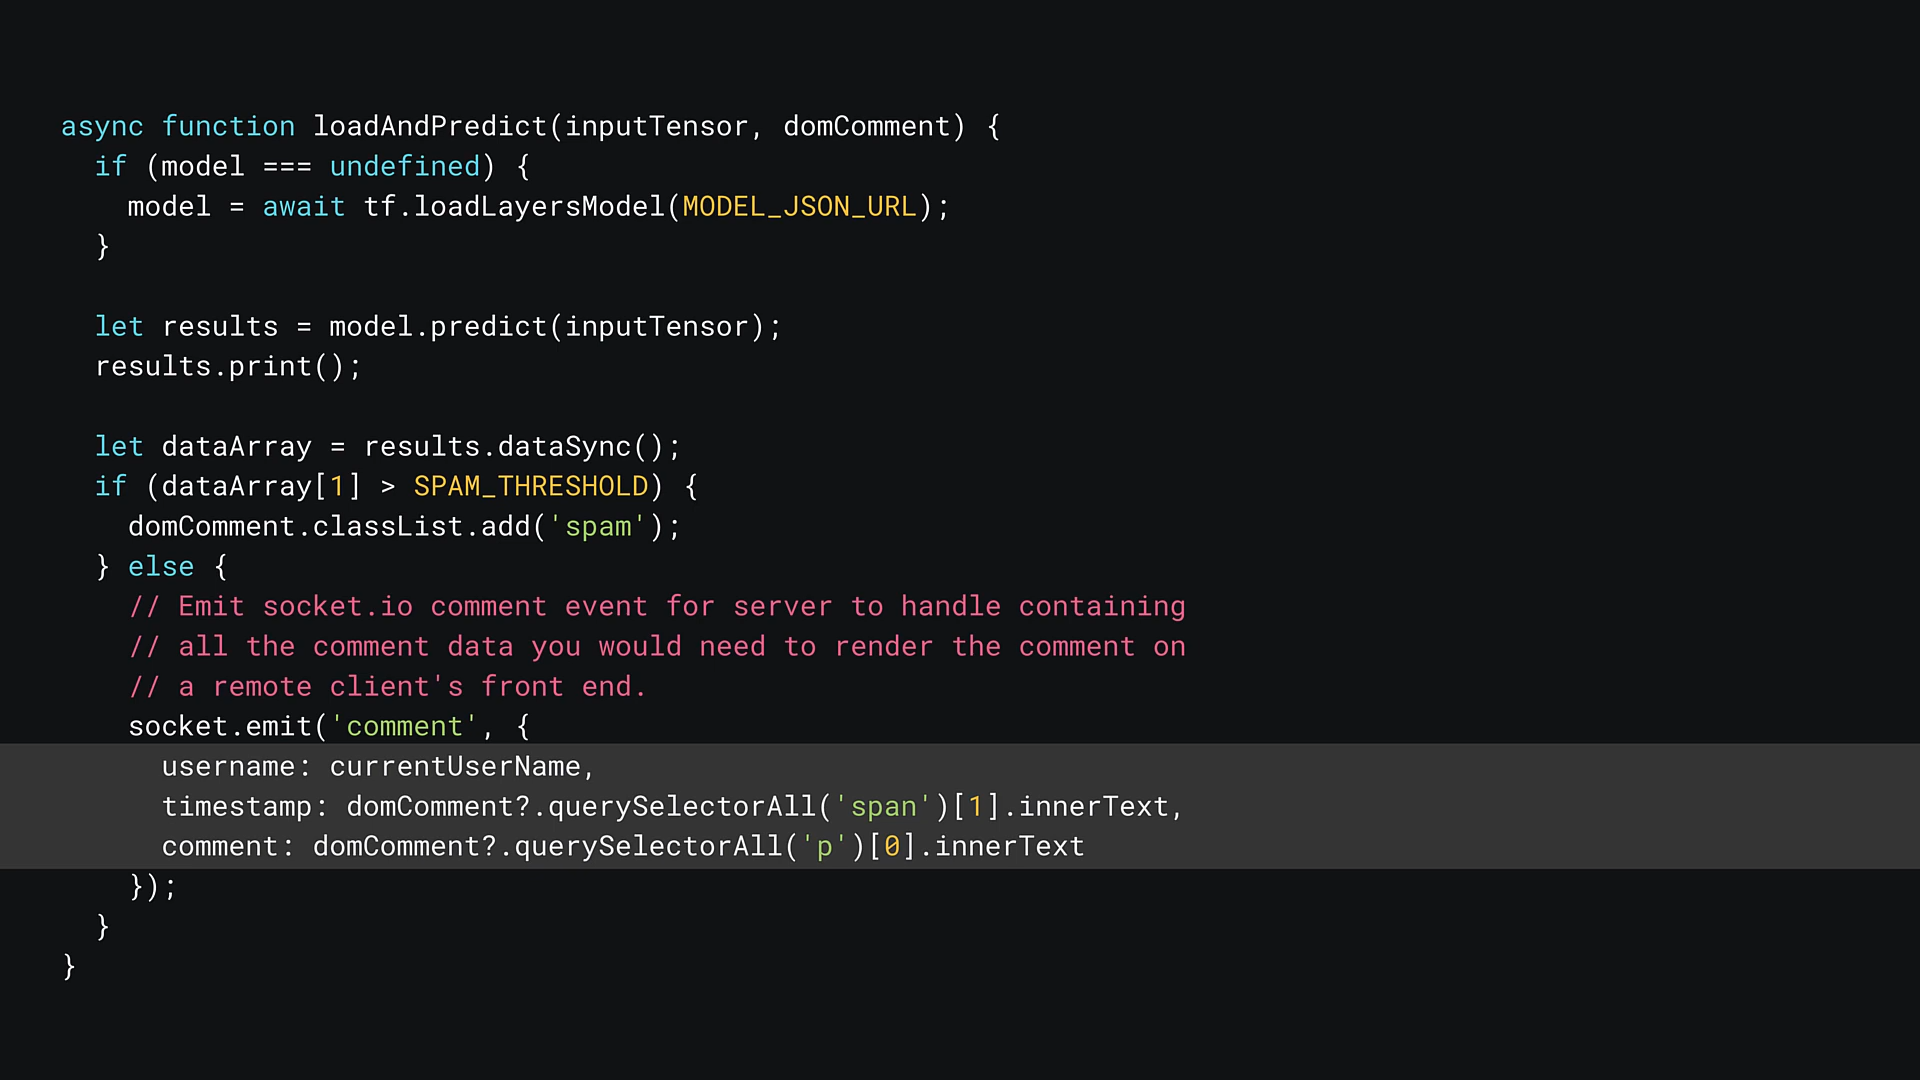 async function loadAndPredict(inputTensor, domComment) {
  if (model === undefined) {
    model = await tf.loadLayersModel(MODEL_JSON_URL);
  }

  let results = model.predict(inputTensor);
  results.print();

  let dataArray = results.dataSync();
  if (dataArray[1] > SPAM_THRESHOLD) {
    domComment.classList.add('spam');
  } else {
    // Emit socket.io comment event for server to handle containing
    // all the comment data you would need to render the comment on
    // a remote client's front end.
    socket.emit('comment', {
      username: currentUserName,
      timestamp: domComment?.querySelectorAll('span')[1].innerText,
      comment: domComment?.querySelectorAll('p')[0].innerText
    });
  }
}